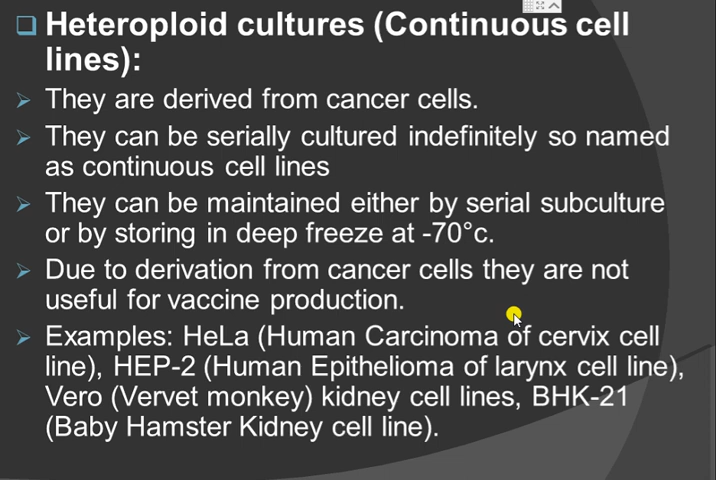 Heteroploid cultures (Continuous cell
lines):
They are derived from cancer cells.
They can be serially cultured indefinitely so named
as continuous cell lines
They can be maintained either by serial subculture
or by storing in deep freeze at -70°c.
Due to derivation from cancer cells they are not
useful for vaccine production.
Examples: HeLa (Human Carcinoma of cervix cell
line), HEP-2 (Human Epithelioma of larynx cell line),
Vero (Vervet monkey) kidney cell lines, BHK-21
(Baby Hamster Kidney cell line).